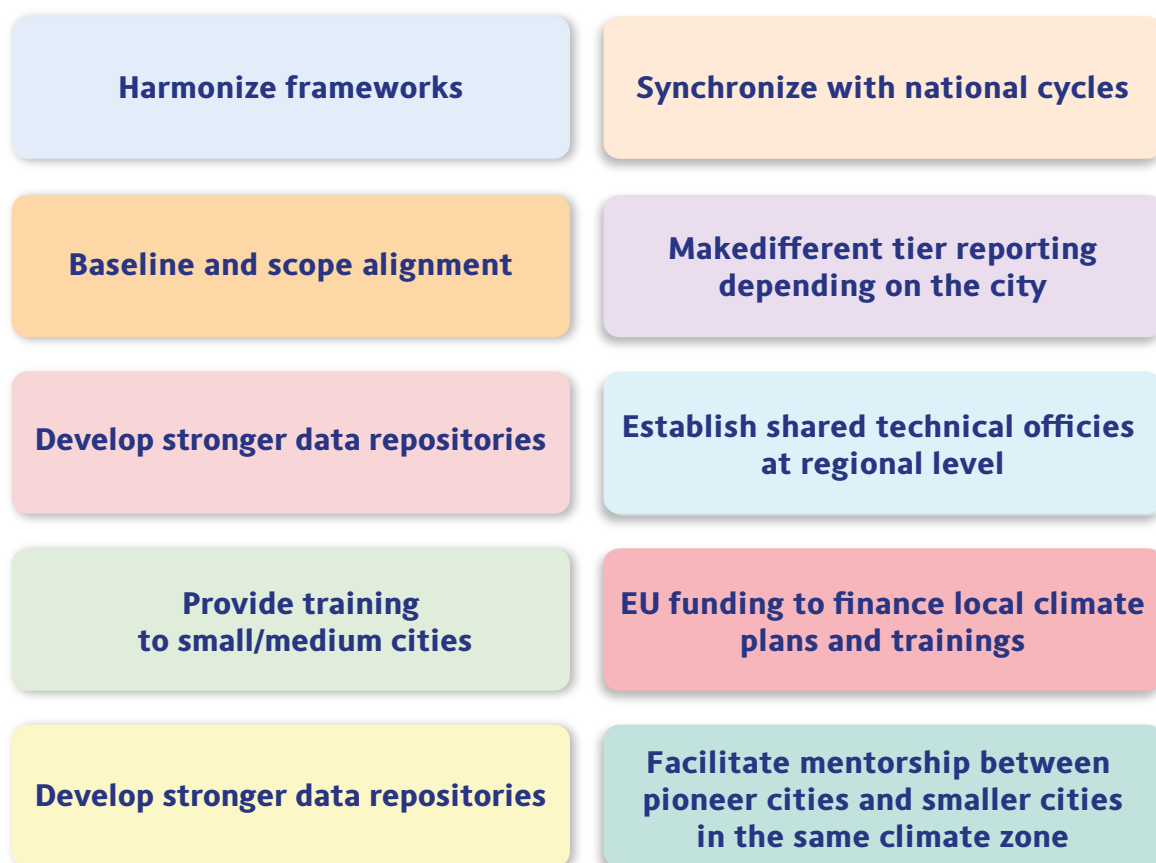 Harmonize frameworks
Synchronize with national cycles
Baseline and scope alignment
Makedifferent tier reporting
depending on the city
Develop stronger data repositories
Establish shared technical officies
at regional level
Provide training
to small/medium cities
EU funding to finance local climate
plans and trainings
Develop stronger data repositories
Facilitate mentorship between
pioneer cities and smaller cities
in the same climate zone